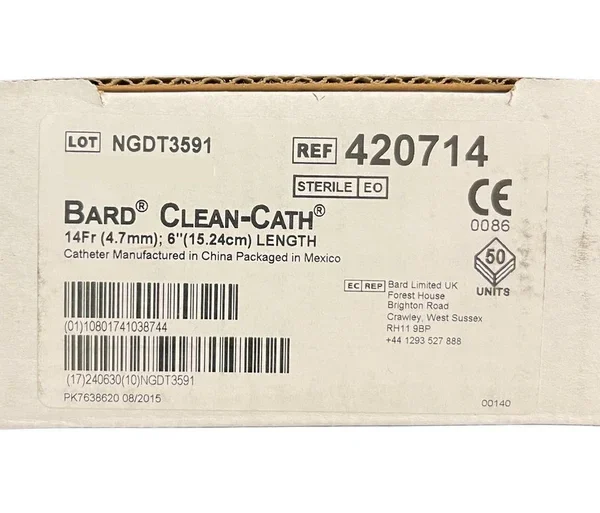 LOT NGDT3591
REF 420714
STERILE EO
CE
0086
BARD® CLEAN-CATH®
14Fr (4.7mm); 6"(15.24cm) LENGTH
Catheter Manufactured in China Packaged in Mexico
50
UNITS
EC REP Bard Limited UK
Forest House
Brighton Road
Crawley, West Sussex
RH11 9BP
+44 1293 527 888
(01)10801741038744
(17)240630(10)NGDT3591
PK7638620 08/2015
00140